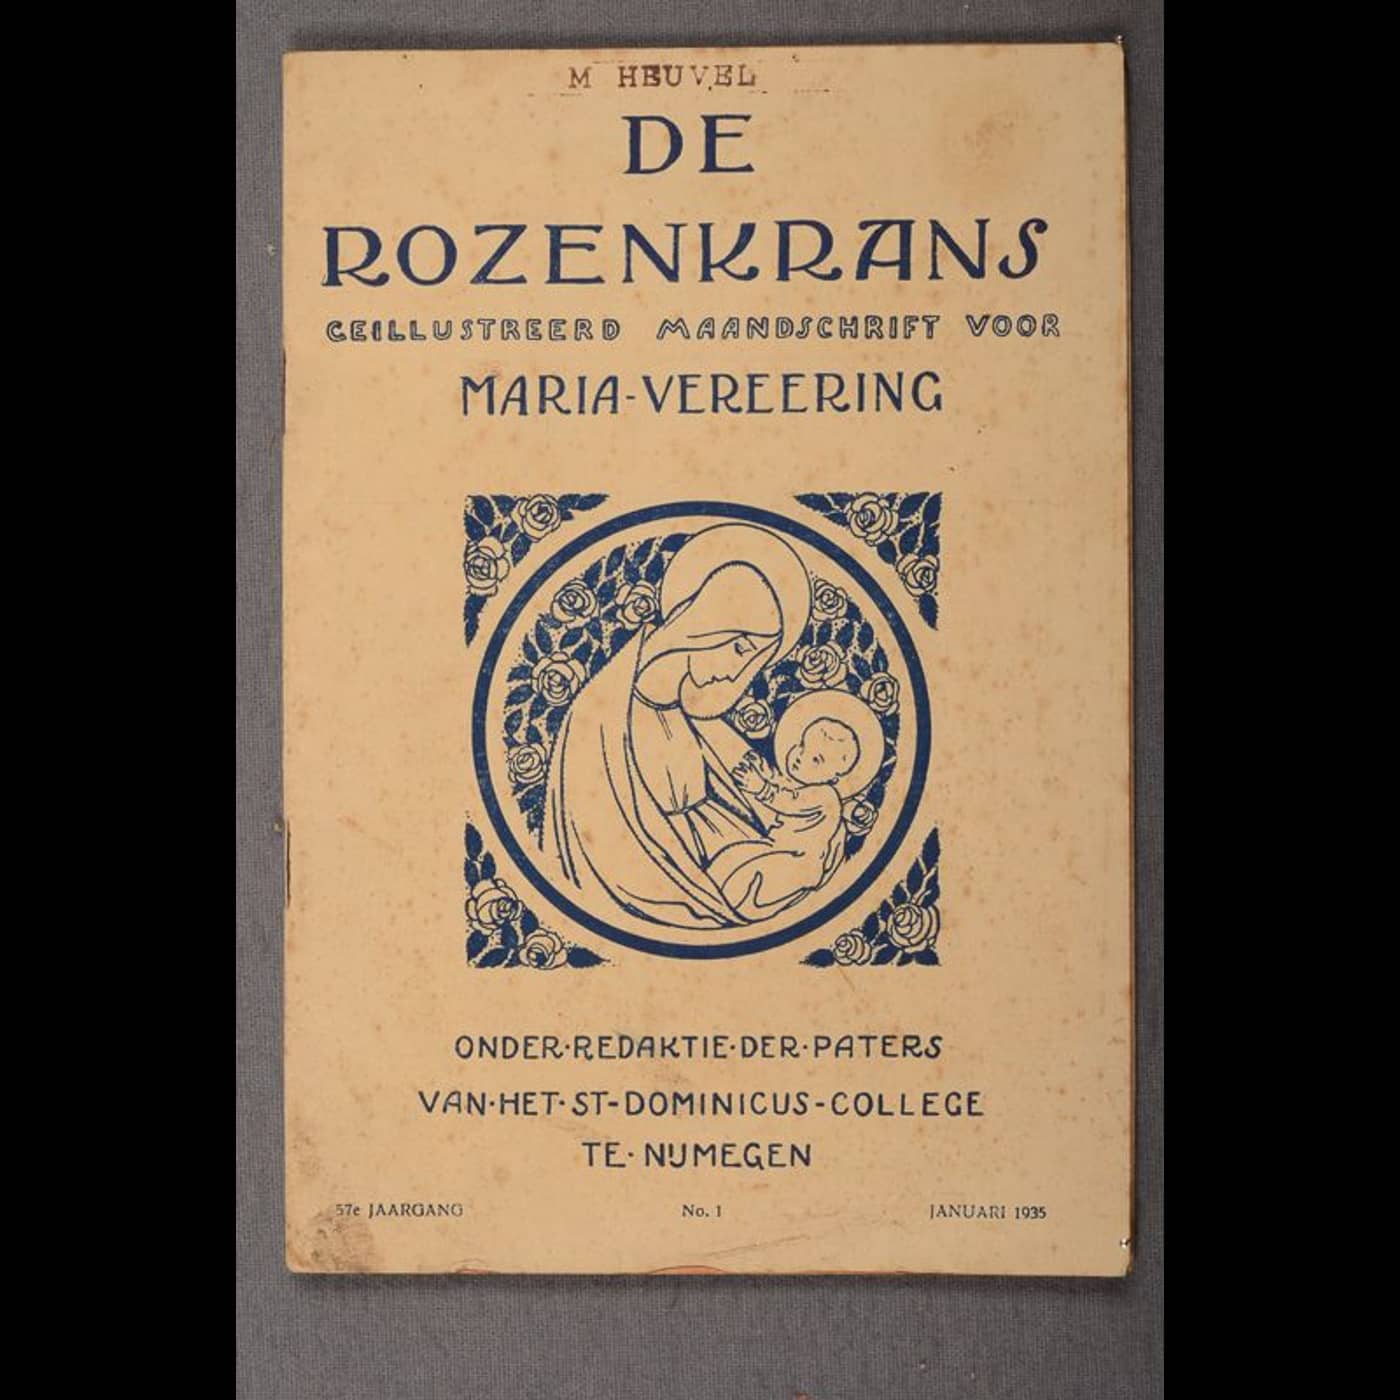 M HEUVEL
DE
ROZENKRANS
GEILLUSTREERD MAANDSCHRIFT VOOR
MARIA-VEREERING
ONDER·REDAKTIE·DER·PATERS
VAN·HET·ST-DOMINICUS-COLLEGE
TE·NIJMEGEN
57e JAARGANG No. 1 JANUARI 1935